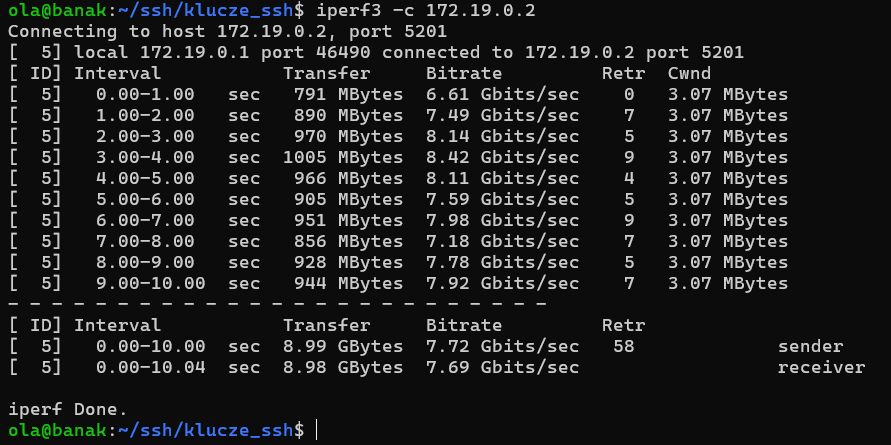 ola@banak:~/ssh/klucze_ssh$ iperf3 -c 172.19.0.2
Connecting to host 172.19.0.2, port 5201
[  5] local 172.19.0.1 port 46490 connected to 172.19.0.2 port 5201
[ ID] Interval           Transfer     Bitrate         Retr  Cwnd
[  5]   0.00-1.00   sec   791 MBytes  6.61 Gbits/sec    0   3.07 MBytes
[  5]   1.00-2.00   sec   890 MBytes  7.49 Gbits/sec    7   3.07 MBytes
[  5]   2.00-3.00   sec   970 MBytes  8.14 Gbits/sec    5   3.07 MBytes
[  5]   3.00-4.00   sec  1005 MBytes  8.42 Gbits/sec    9   3.07 MBytes
[  5]   4.00-5.00   sec   966 MBytes  8.11 Gbits/sec    4   3.07 MBytes
[  5]   5.00-6.00   sec   905 MBytes  7.59 Gbits/sec    5   3.07 MBytes
[  5]   6.00-7.00   sec   951 MBytes  7.98 Gbits/sec    9   3.07 MBytes
[  5]   7.00-8.00   sec   856 MBytes  7.18 Gbits/sec    7   3.07 MBytes
[  5]   8.00-9.00   sec   928 MBytes  7.78 Gbits/sec    5   3.07 MBytes
[  5]   9.00-10.00  sec   944 MBytes  7.92 Gbits/sec    7   3.07 MBytes
- - - - - - - - - - - - - - - - - - - - - - - - -
[ ID] Interval           Transfer     Bitrate         Retr
[  5]   0.00-10.00  sec  8.99 GBytes  7.72 Gbits/sec   58             sender
[  5]   0.00-10.04  sec  8.98 GBytes  7.69 Gbits/sec                  receiver

iperf Done.
ola@banak:~/ssh/klucze_ssh$